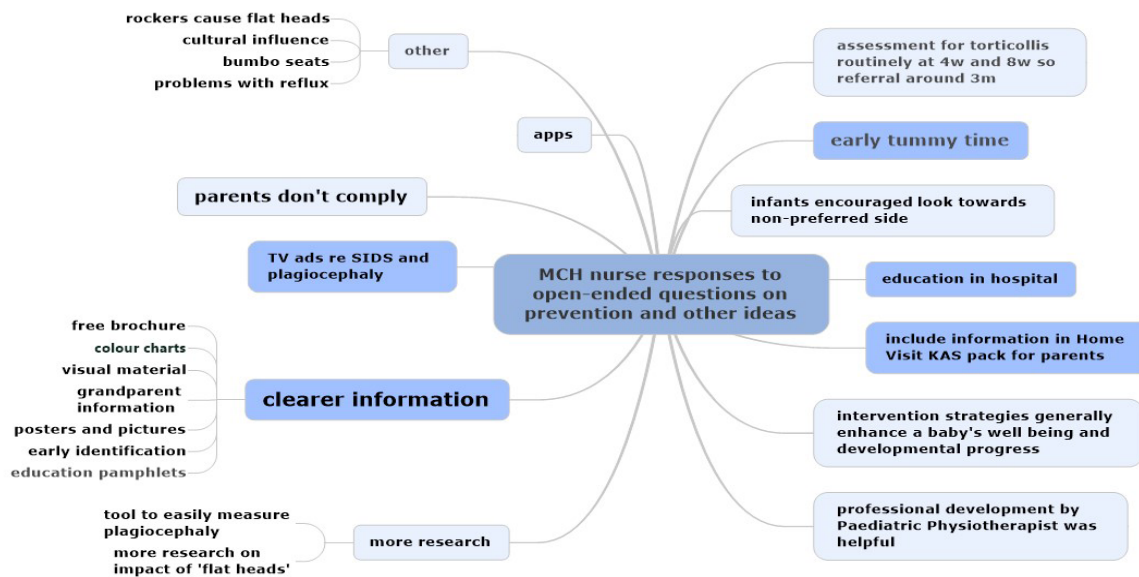 rockers cause flat heads
cultural influence
bumbo seats
problems with reflux
other
apps
parents don't comply
TV ads re SIDS and
plagiocephaly
free brochure
colour charts
visual material
grandparent
information
posters and pictures
early identification
education pamphlets
clearer information
tool to easily measure
plagiocephaly
more research on
impact of 'flat heads'
more research
MCH nurse responses to
open-ended questions on
prevention and other ideas
assessment for torticollis
routinely at 4w and 8w so
referral around 3m
early tummy time
infants encouraged look towards
non-preferred side
education in hospital
include information in Home
Visit KAS pack for parents
intervention strategies generally
enhance a baby's well being and
developmental progress
professional development by
Paediatric Physiotherapist was
helpful